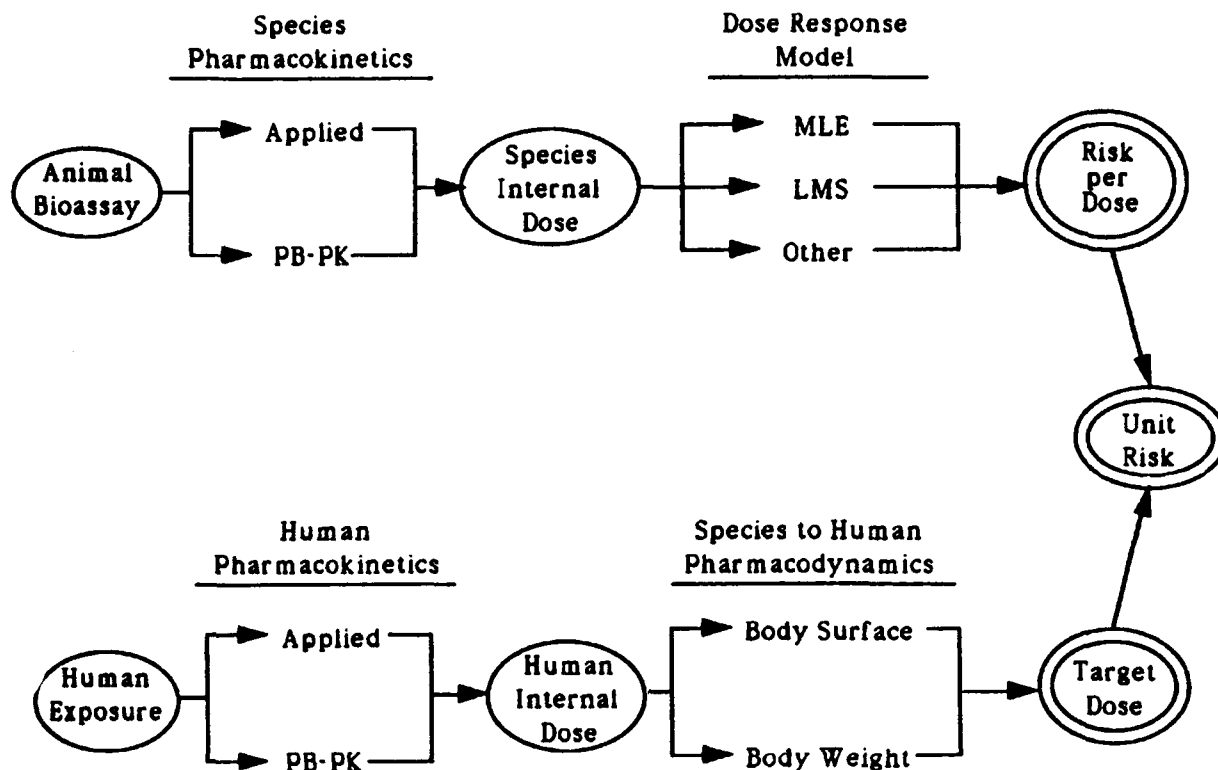 Species
Pharmacokinetics
Dose Response
Model
Applied
PB-PK
Animal
Bioassay
Species
Internal
Dose
MLE
LMS
Other
Risk
per
Dose
Unit
Risk
Human
Pharmacokinetics
Species to Human
Pharmacodynamics
Applied
PB-PK
Human
Exposure
Human
Internal
Dose
Body Surface
Body Weight
Target
Dose